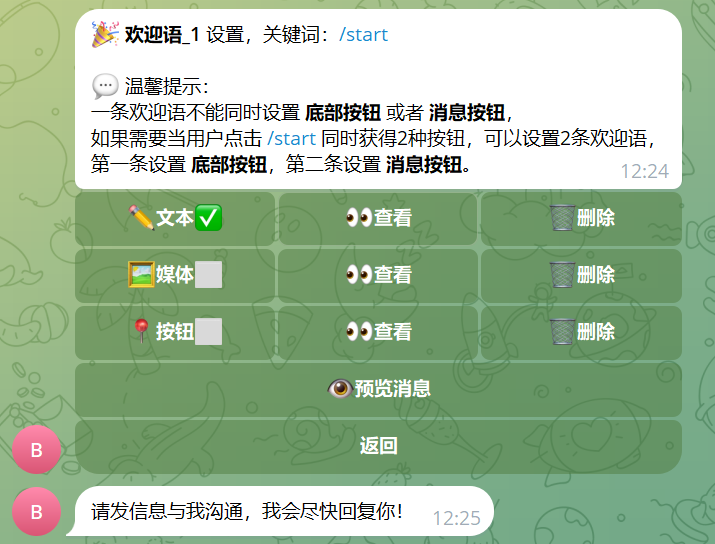 🎉 欢迎语_1 设置，关键词：/start
💬 温馨提示：
一条欢迎语不能同时设置 底部按钮 或者 消息按钮，
如果需要当用户点击 /start 同时获得2种按钮，可以设置2条欢迎语，
第一条设置 底部按钮，第二条设置 消息按钮。
12:24
✏️文本✅ 👀查看 🗑️删除
🖼️媒体⬜ 👀查看 🗑️删除
📍按钮⬜ 👀查看 🗑️删除
👁️预览消息
返回
B
B
请发信息与我沟通，我会尽快回复你！
12:25